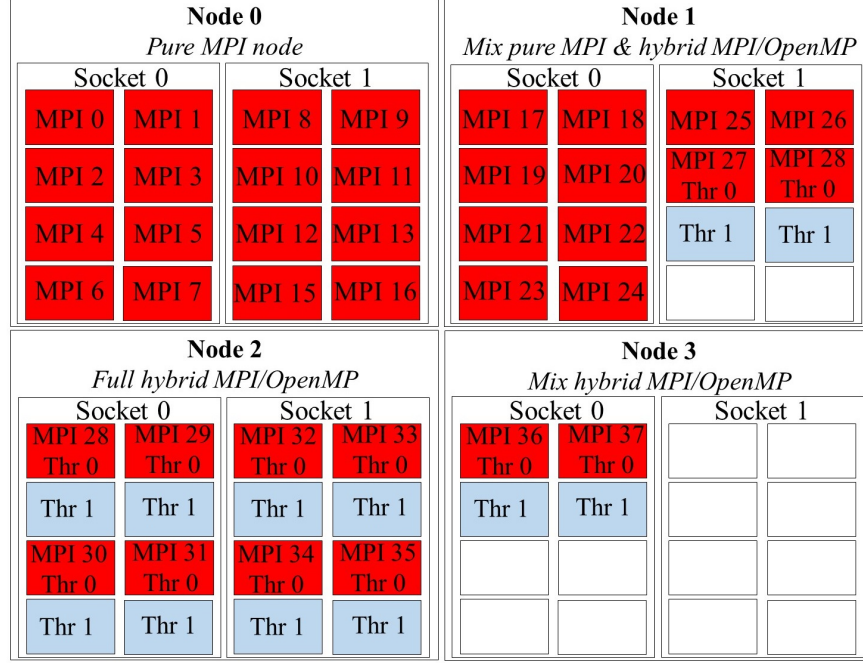 Node 0
Pure MPI node
Socket 0
MPI 0 MPI 1
MPI 2 MPI 3
MPI 4 MPI 5
MPI 6 MPI 7
Socket 1
MPI 8 MPI 9
MPI 10 MPI 11
MPI 12 MPI 13
MPI 15 MPI 16
Node 1
Mix pure MPI & hybrid MPI/OpenMP
Socket 0
MPI 17 MPI 18
MPI 19 MPI 20
MPI 21 MPI 22
MPI 23 MPI 24
Socket 1
MPI 25 MPI 26
MPI 27 MPI 28
Thr 0 Thr 0
Thr 1 Thr 1
Node 2
Full hybrid MPI/OpenMP
Socket 0
MPI 28 MPI 29
Thr 0 Thr 0
Thr 1 Thr 1
MPI 30 MPI 31
Thr 0 Thr 0
Thr 1 Thr 1
Socket 1
MPI 32 MPI 33
Thr 0 Thr 0
Thr 1 Thr 1
MPI 34 MPI 35
Thr 0 Thr 0
Thr 1 Thr 1
Node 3
Mix hybrid MPI/OpenMP
Socket 0
MPI 36 MPI 37
Thr 0 Thr 0
Thr 1 Thr 1
Socket 1